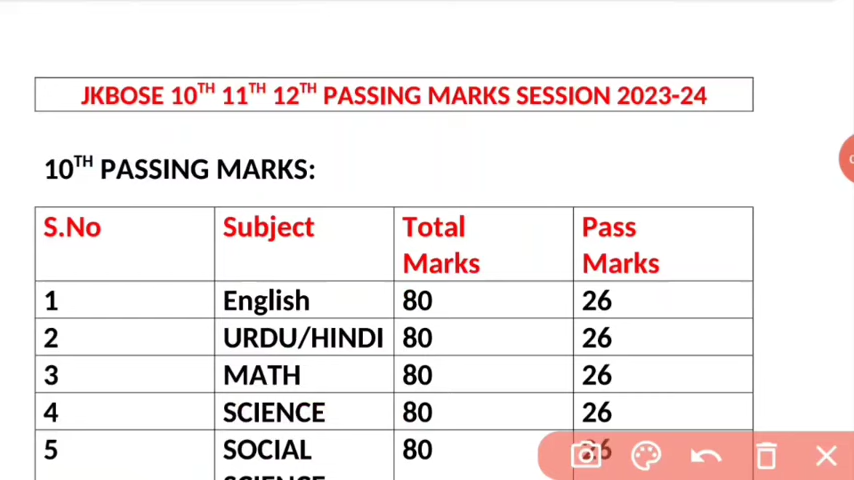 JKBOSE 10TH 11TH 12TH PASSING MARKS SESSION 2023-24
10TH PASSING MARKS:
S.No Subject Total Marks Pass Marks
1 English 80 26
2 URDU/HINDI 80 26
3 MATH 80 26
4 SCIENCE 80 26
5 SOCIAL 80 26
SCIENCE